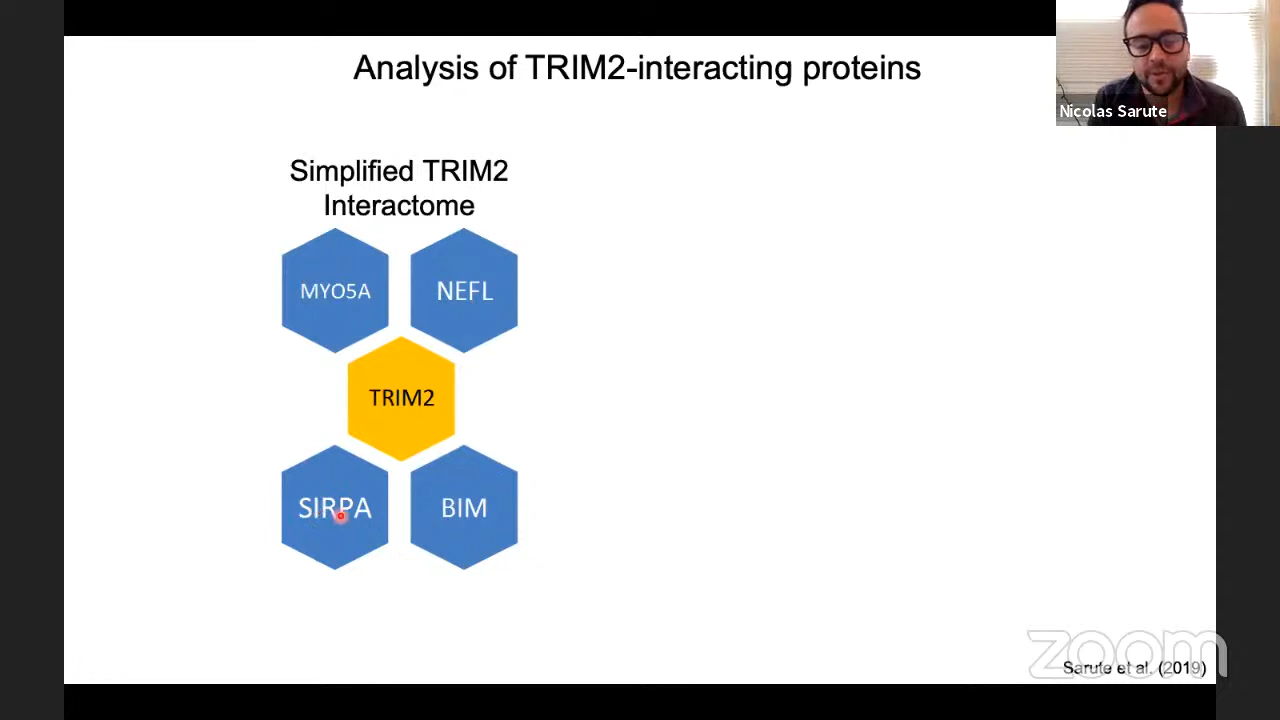 Analysis of TRIM2-interacting proteins
Nicolas Sarute
Simplified TRIM2
Interactome
MYO5A
NEFL
TRIM2
SIRPA
BIM
zoom
Sarute et al. (2019)